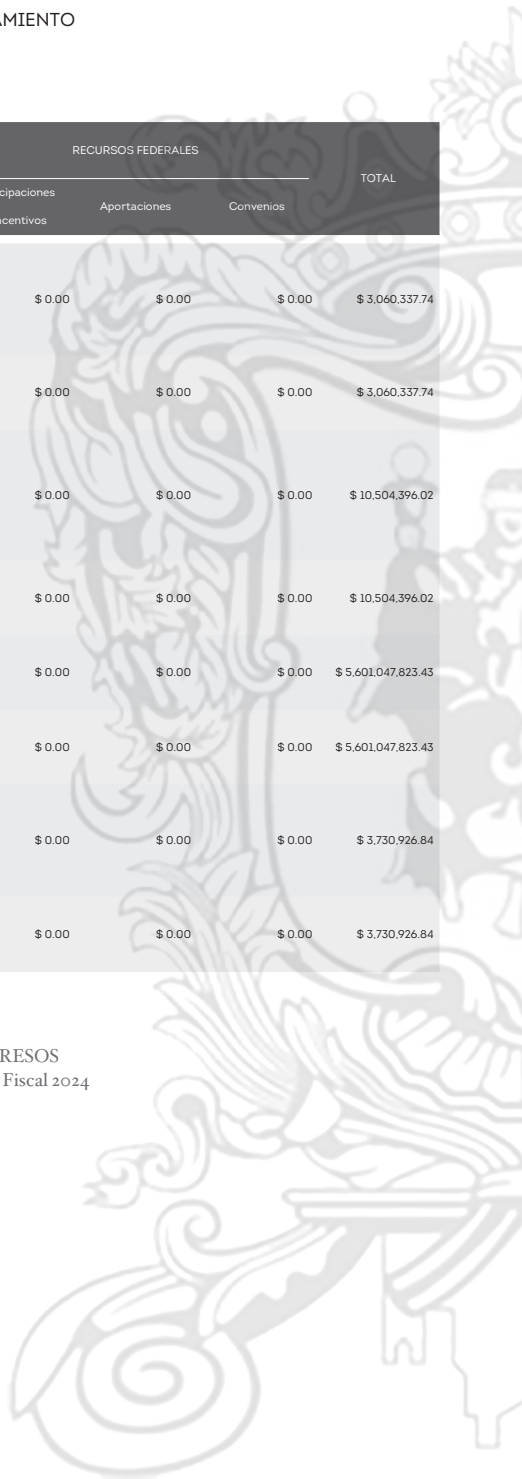 AMIENTO
RECURSOS FEDERALES
TOTAL
cipaciones
ncentivos
Aportaciones
Convenios
$ 0.00 $ 0.00 $ 0.00 $ 3,060,337.74
$ 0.00 $ 0.00 $ 0.00 $ 3,060,337.74
$ 0.00 $ 0.00 $ 0.00 $ 10,504,396.02
$ 0.00 $ 0.00 $ 0.00 $ 10,504,396.02
$ 0.00 $ 0.00 $ 0.00 $ 5,601,047,823.43
$ 0.00 $ 0.00 $ 0.00 $ 5,601,047,823.43
$ 0.00 $ 0.00 $ 0.00 $ 3,730,926.84
$ 0.00 $ 0.00 $ 0.00 $ 3,730,926.84
RESOS
Fiscal 2024